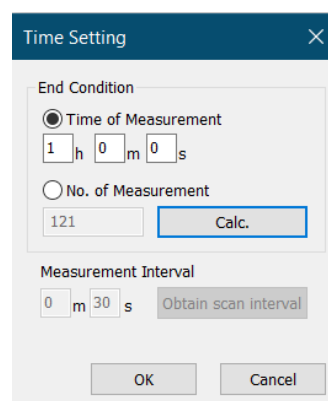 Time Setting
End Condition
Time of Measurement
1 h 0 m 0 s
No. of Measurement
121 Calc.
Measurement Interval
0 m 30 s Obtain scan interval
OK Cancel